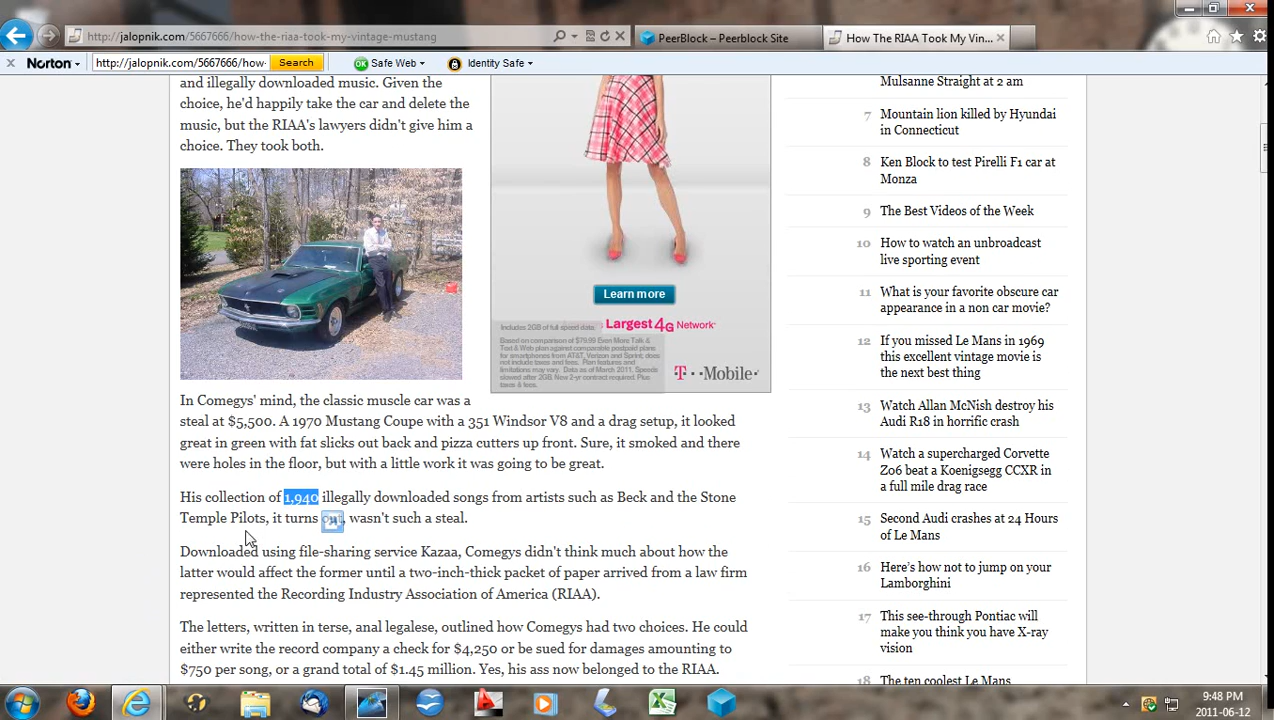 http://jalopnik.com/5667666/how-the-riaa-took-my-vintage-mustang
PeerBlock – Peerblock Site
How The RIAA Took My Vin...
Norton
http://jalopnik.com/5667666/how-
Search
Safe Web
Identity Safe
and illegally downloaded music. Given the
choice, he'd happily take the car and delete the
music, but the RIAA's lawyers didn't give him a
choice. They took both.
Learn more
Includes 2GB of full speed data.
Largest 4G Network*
Based on comparison of $79.99 Even More Talk &
Text & Web plan against comparable postpaid plans
for smartphones from AT&T, Verizon and Sprint; does
not include taxes and fees. Plan features and
limitations may vary. Data as of March 2011. Speeds
slowed after 2GB. New 2-yr contract required. Plus
taxes & fees.
T··Mobile·
In Comegys' mind, the classic muscle car was a
steal at $5,500. A 1970 Mustang Coupe with a 351 Windsor V8 and a drag setup, it looked
great in green with fat slicks out back and pizza cutters up front. Sure, it smoked and there
were holes in the floor, but with a little work it was going to be great.
His collection of 1,940 illegally downloaded songs from artists such as Beck and the Stone
Temple Pilots, it turns out, wasn't such a steal.
Downloaded using file-sharing service Kazaa, Comegys didn't think much about how the
latter would affect the former until a two-inch-thick packet of paper arrived from a law firm
represented the Recording Industry Association of America (RIAA).
The letters, written in terse, anal legalese, outlined how Comegys had two choices. He could
either write the record company a check for $4,250 or be sued for damages amounting to
$750 per song, or a grand total of $1.45 million. Yes, his ass now belonged to the RIAA.
Mulsanne Straight at 2 am
7 Mountain lion killed by Hyundai
in Connecticut
8 Ken Block to test Pirelli F1 car at
Monza
9 The Best Videos of the Week
10 How to watch an unbroadcast
live sporting event
11 What is your favorite obscure car
appearance in a non car movie?
12 If you missed Le Mans in 1969
this excellent vintage movie is
the next best thing
13 Watch Allan McNish destroy his
Audi R18 in horrific crash
14 Watch a supercharged Corvette
Z06 beat a Koenigsegg CCXR in
a full mile drag race
15 Second Audi crashes at 24 Hours
of Le Mans
16 Here's how not to jump on your
Lamborghini
17 This see-through Pontiac will
make you think you have X-ray
vision
18 The ten coolest Le Mans
9:48 PM
2011-06-12